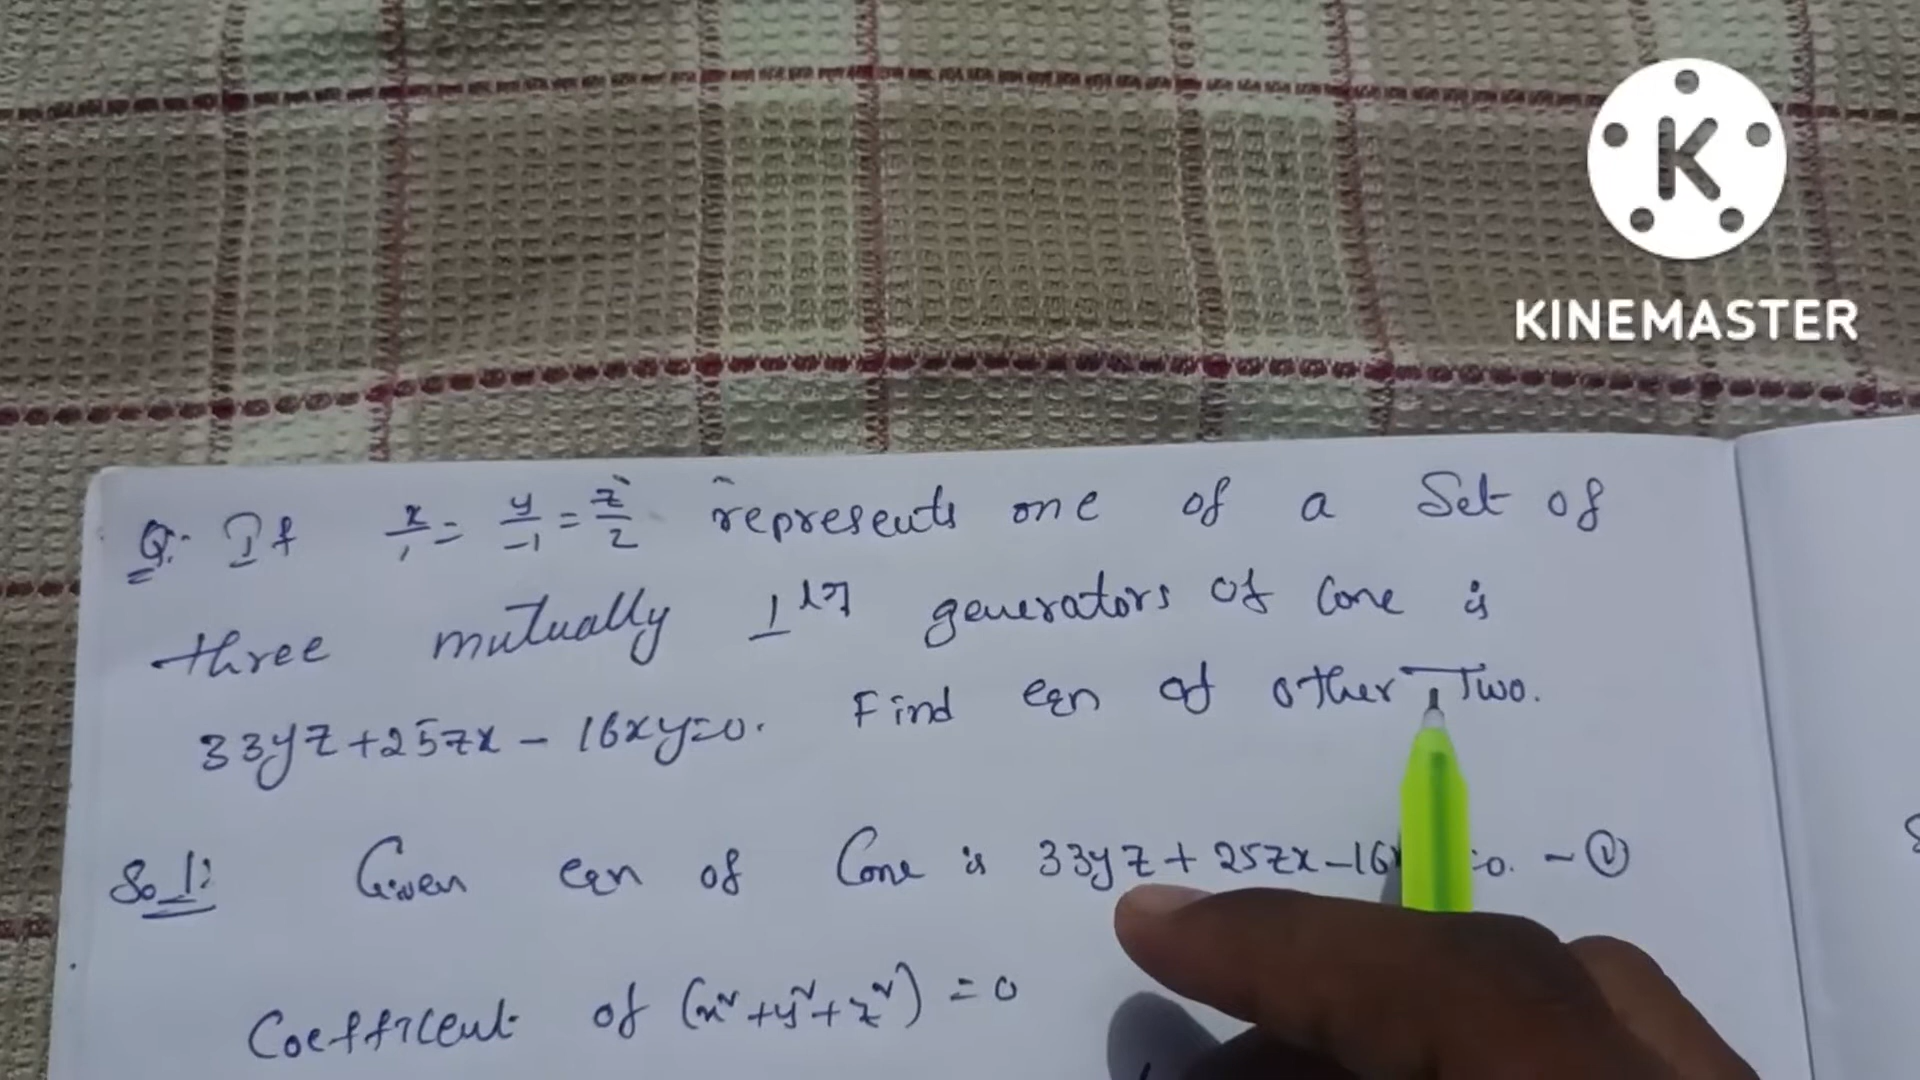 K
KINEMASTER
Q:- If x/1 = y/-1 = z/2 represents one of a Set of
three mutually ⊥lr generators of Cone is
33yz+25zx - 16xy=0. Find eqn of other Two.
Sol: Given eqn of Cone is 33yz + 25zx-16 =0. - ①
Coefficent of (x²+y²+z²) = 0